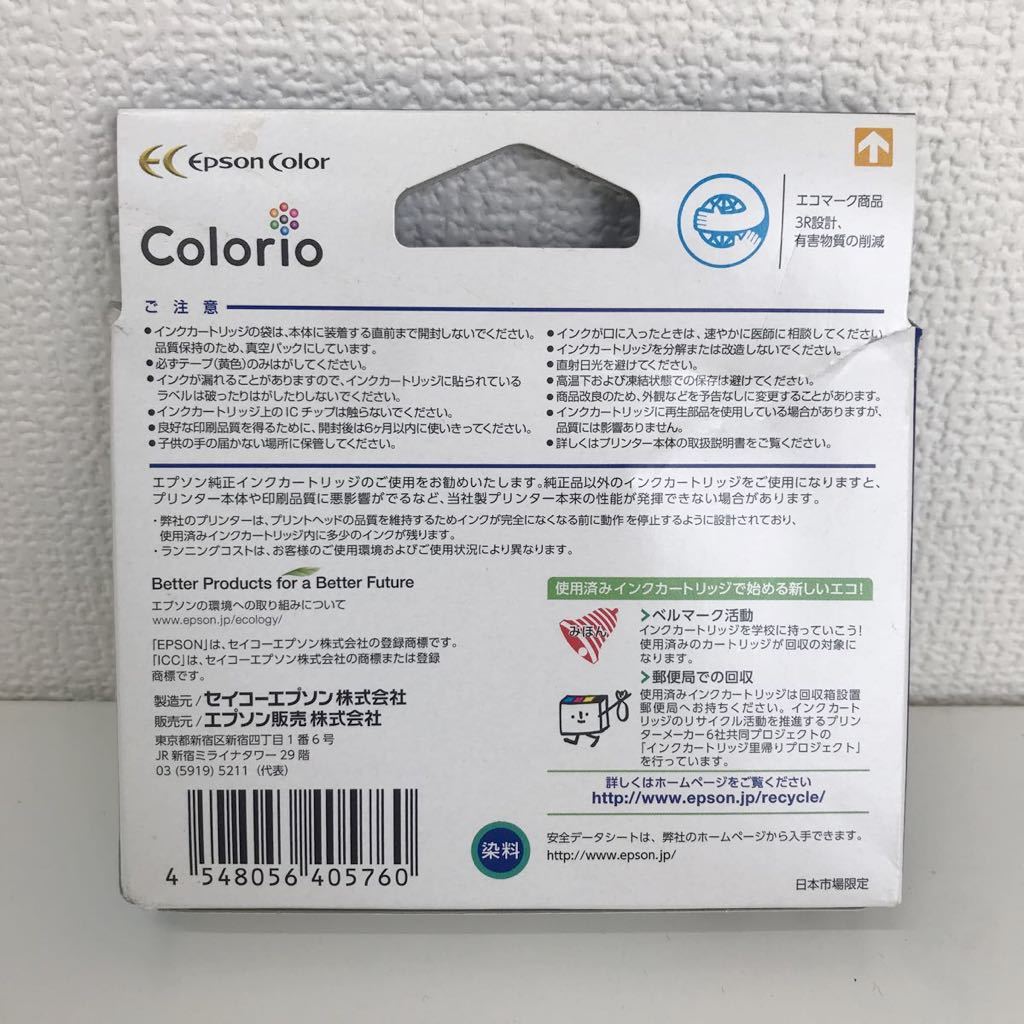 EC Epson Color
Colorio
エコマーク商品
3R設計、
有害物質の削減
ご注意
●インクカートリッジの袋は、本体に装着する直前まで開封しないでください。
品質保持のため、真空パックにしています。
●必ずテープ(黄色)のみはがしてください。
●インクが漏れることがありますので、インクカートリッジに貼られている
ラベルは破ったりはがしたりしないでください。
●インクカートリッジ上のICチップは触らないでください。
●良好な印刷品質を得るために、開封後は6ヶ月以内に使いきってください。
●子供の手の届かない場所に保管してください。
●インクが口に入ったときは、速やかに医師に相談してください。
●インクカートリッジを分解または改造しないでください。
●直射日光を避けてください。
●高温下および凍結状態での保存は避けてください。
●商品改良のため、外観などを予告なしに変更することがあります。
●インクカートリッジに再生部品を使用している場合がありますが、
品質には影響ありません。
●詳しくはプリンター本体の取扱説明書をご覧ください。
エプソン純正インクカートリッジのご使用をお勧めいたします。純正品以外のインクカートリッジをご使用になりますと、
プリンター本体や印刷品質に悪影響がでるなど、当社製プリンター本来の性能が発揮できない場合があります。
・弊社のプリンターは、プリントヘッドの品質を維持するためインクが完全になくなる前に動作を停止するように設計されており、
使用済みインクカートリッジ内に多少のインクが残ります。
・ランニングコストは、お客様のご使用環境およびご使用状況により異なります。
Better Products for a Better Future
エプソンの環境への取り組みについて
www.epson.jp/ecology/
「EPSON」は、セイコーエプソン株式会社の登録商標です。
「ICC」は、セイコーエプソン株式会社の商標または登録
商標です。
製造元/セイコーエプソン株式会社
販売元/エプソン販売株式会社
東京都新宿区新宿四丁目1番6号
JR新宿ミライナタワー29階
03 (5919) 5211 (代表)
4 548056 405760
使用済みインクカートリッジで始める新しいエコ!
みほん
ベルマーク活動
インクカートリッジを学校に持っていこう!
使用済みのカートリッジが回収の対象に
なります。
郵便局での回収
使用済みインクカートリッジは回収箱設置
郵便局へお持ちください。インクカート
リッジのリサイクル活動を推進するプリン
ターメーカー6社共同プロジェクトの
「インクカートリッジ里帰りプロジェクト」
を行っています。
詳しくはホームページをご覧ください
http://www.epson.jp/recycle/
染料
安全データシートは、弊社のホームページから入手できます。
http://www.epson.jp/
日本市場限定